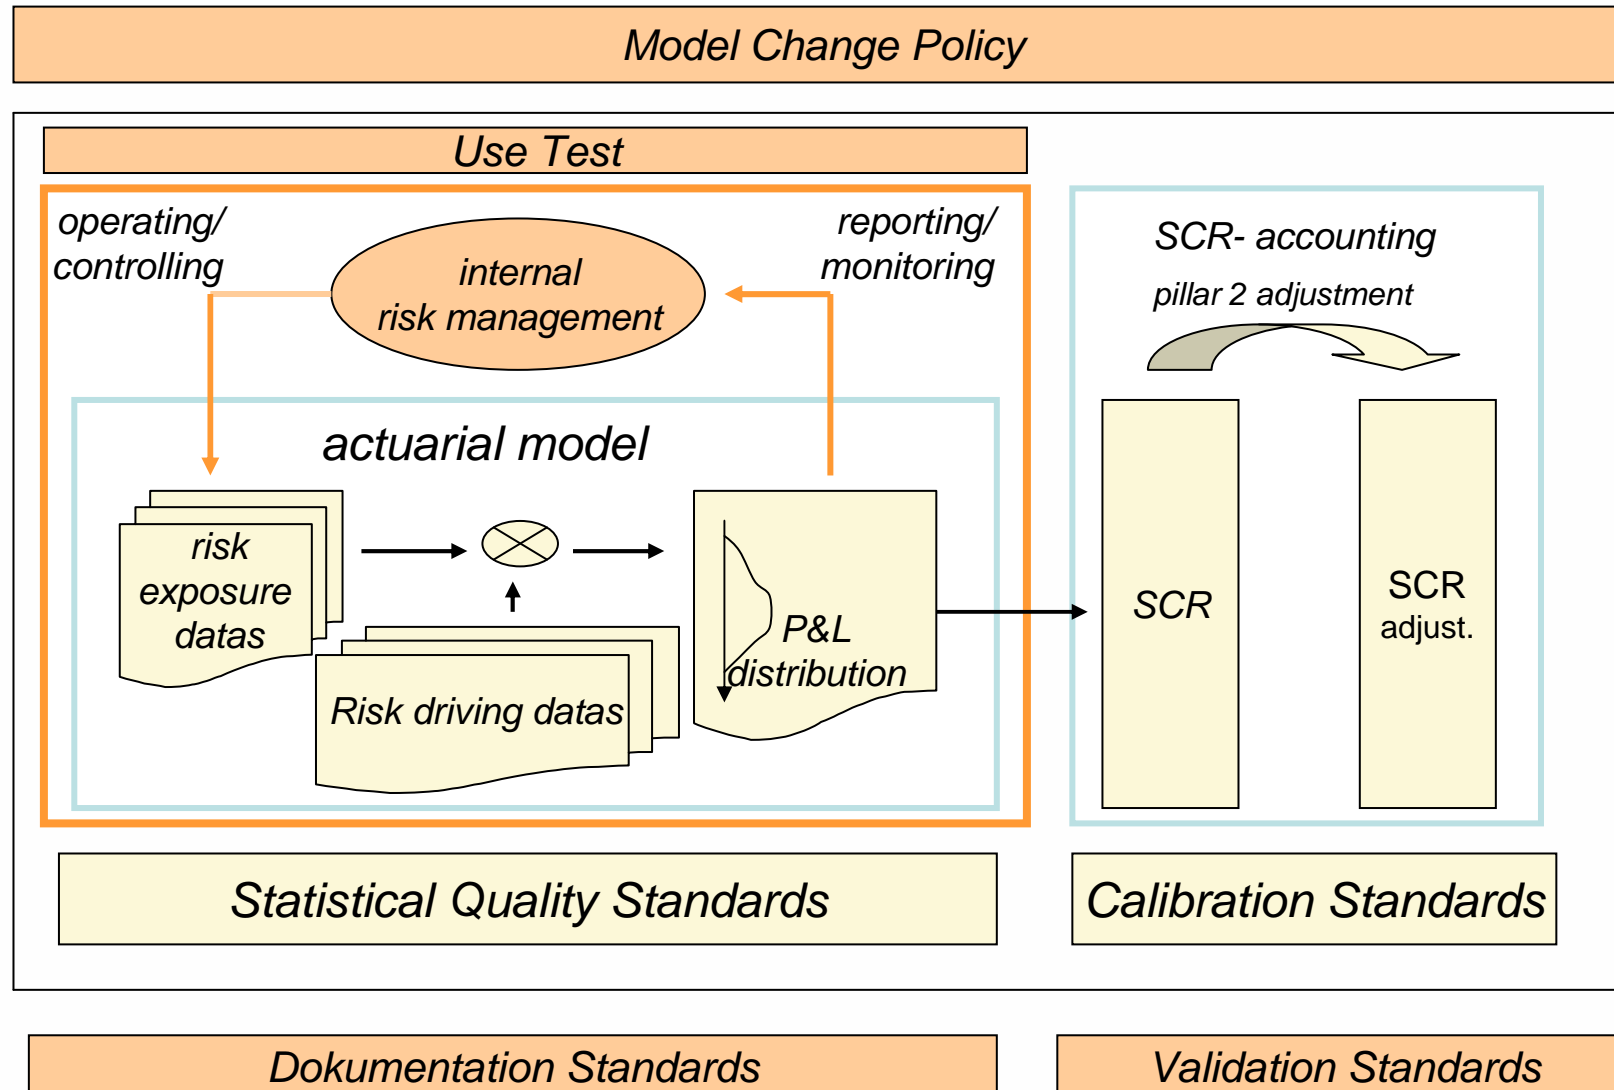 Model Change Policy
Use Test
operating/
controlling
internal
risk management
reporting/
monitoring
SCR- accounting
pillar 2 adjustment
actuarial model
risk
exposure
datas
Risk driving datas
P&L
distribution
SCR
SCR
adjust.
Statistical Quality Standards
Calibration Standards
Dokumentation Standards
Validation Standards